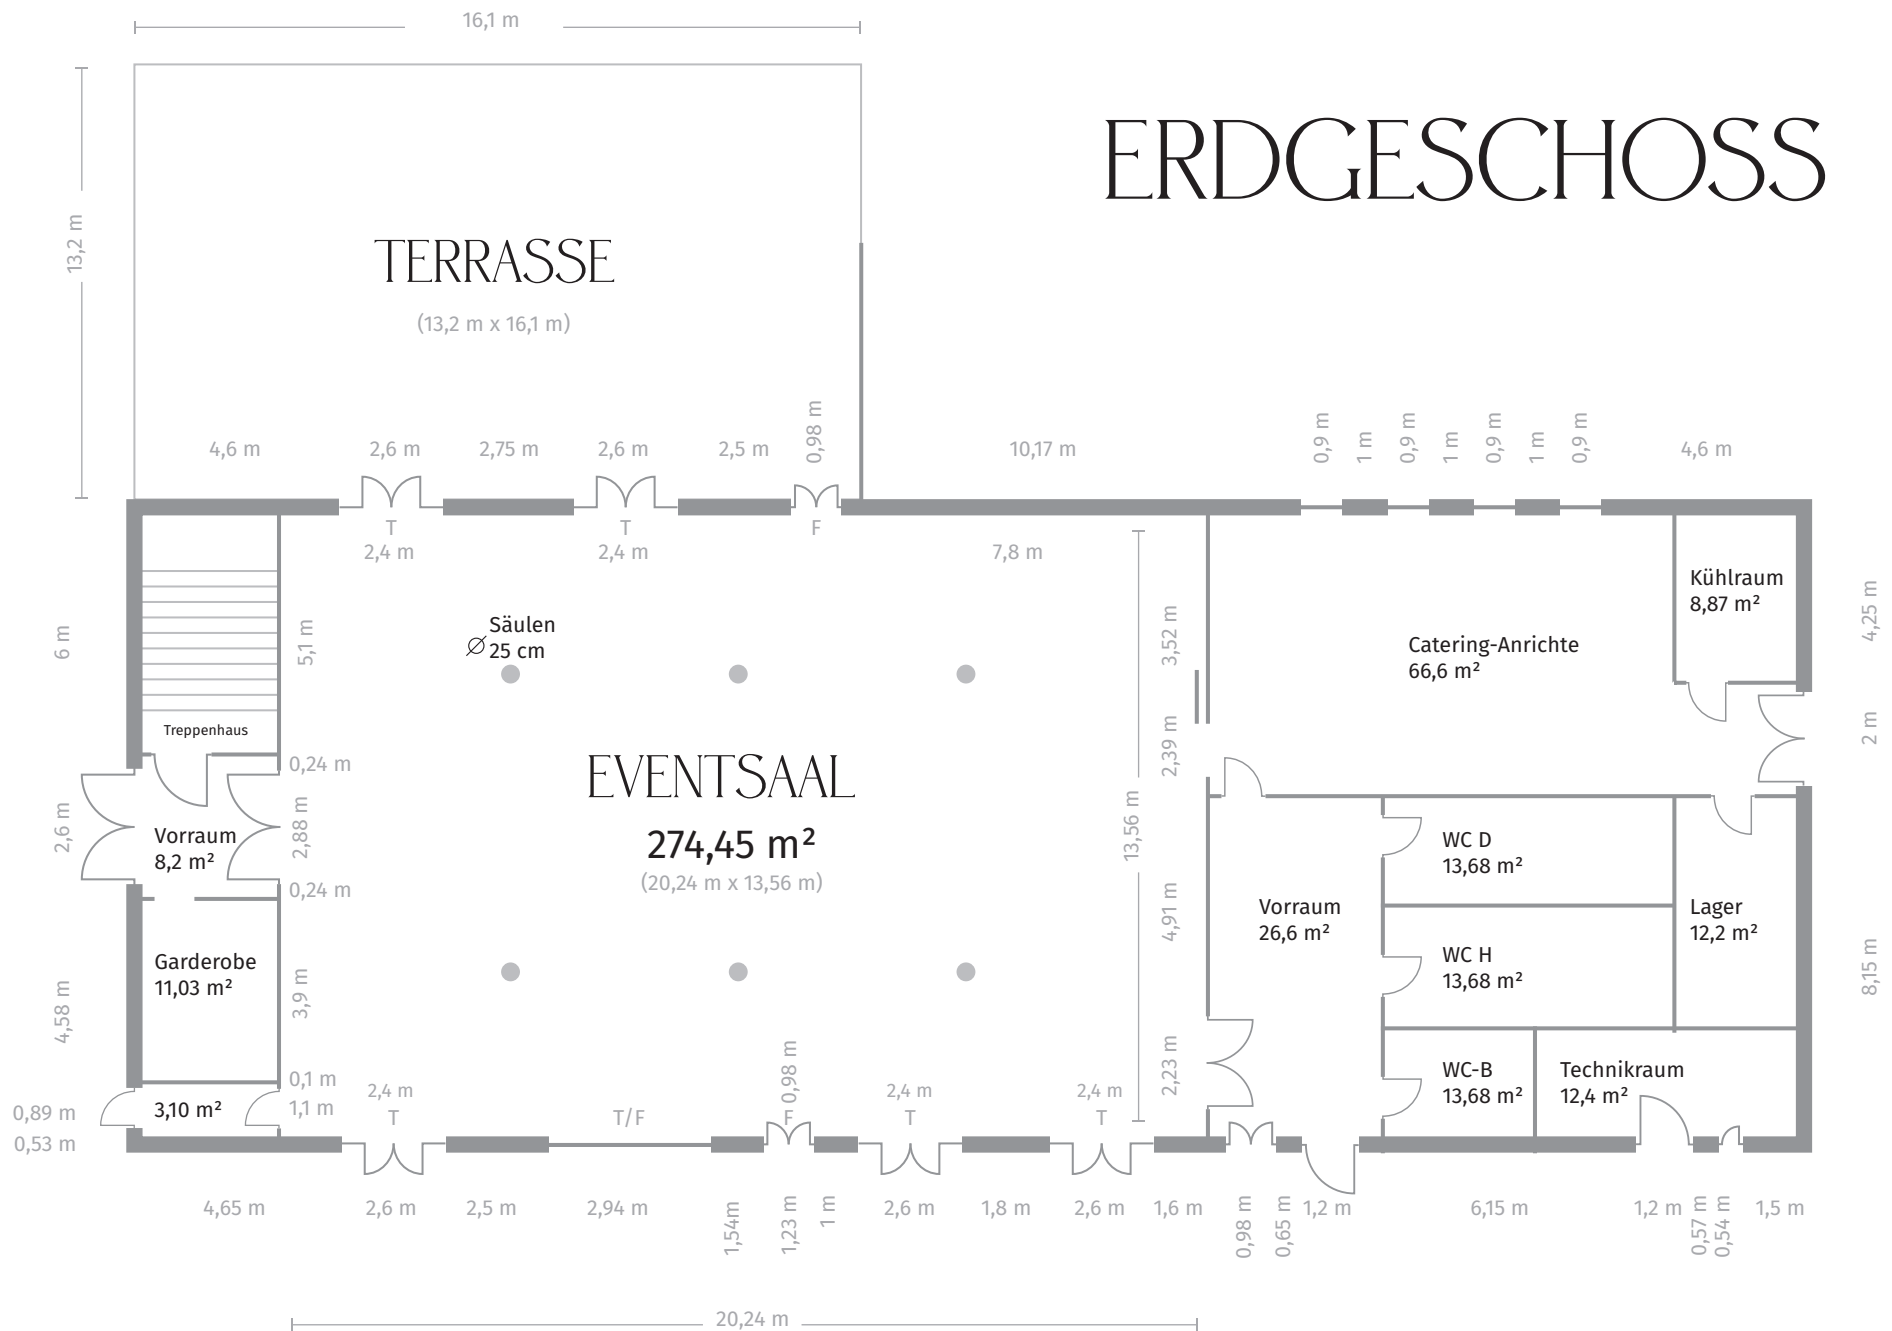 16,1 m
ERDGESCHOSS
13,2 m
TERRASSE
(13,2 m x 16,1 m)
4,6 m
2,6 m
2,75 m
2,6 m
2,5 m
0,98 m
10,17 m
0,9 m
1 m
0,9 m
1 m
0,9 m
1 m
0,9 m
4,6 m
T
2,4 m
T
2,4 m
F
7,8 m
6 m
5,1 m
Säulen
25 cm
3,52 m
Kühlraum
8,87 m²
Catering-Anrichte
66,6 m²
4,25 m
Treppenhaus
0,24 m
EVENTSAAL
274,45 m²
(20,24 m x 13,56 m)
2,39 m
13,56 m
2 m
2,6 m
Vorraum
8,2 m²
2,88 m
0,24 m
WC D
13,68 m²
4,91 m
Vorraum
26,6 m²
Lager
12,2 m²
WC H
13,68 m²
8,15 m
Garderobe
11,03 m²
3,9 m
4,58 m
0,1 m
1,1 m
3,10 m²
0,89 m
0,53 m
2,4 m
T
T/F
0,98 m
F
2,4 m
T
2,4 m
T
2,23 m
WC-B
13,68 m²
Technikraum
12,4 m²
4,65 m
2,6 m
2,5 m
2,94 m
1,54m
1,23 m
1 m
2,6 m
1,8 m
2,6 m
1,6 m
0,98 m
0,65 m
1,2 m
6,15 m
1,2 m
0,57 m
0,54 m
1,5 m
20,24 m